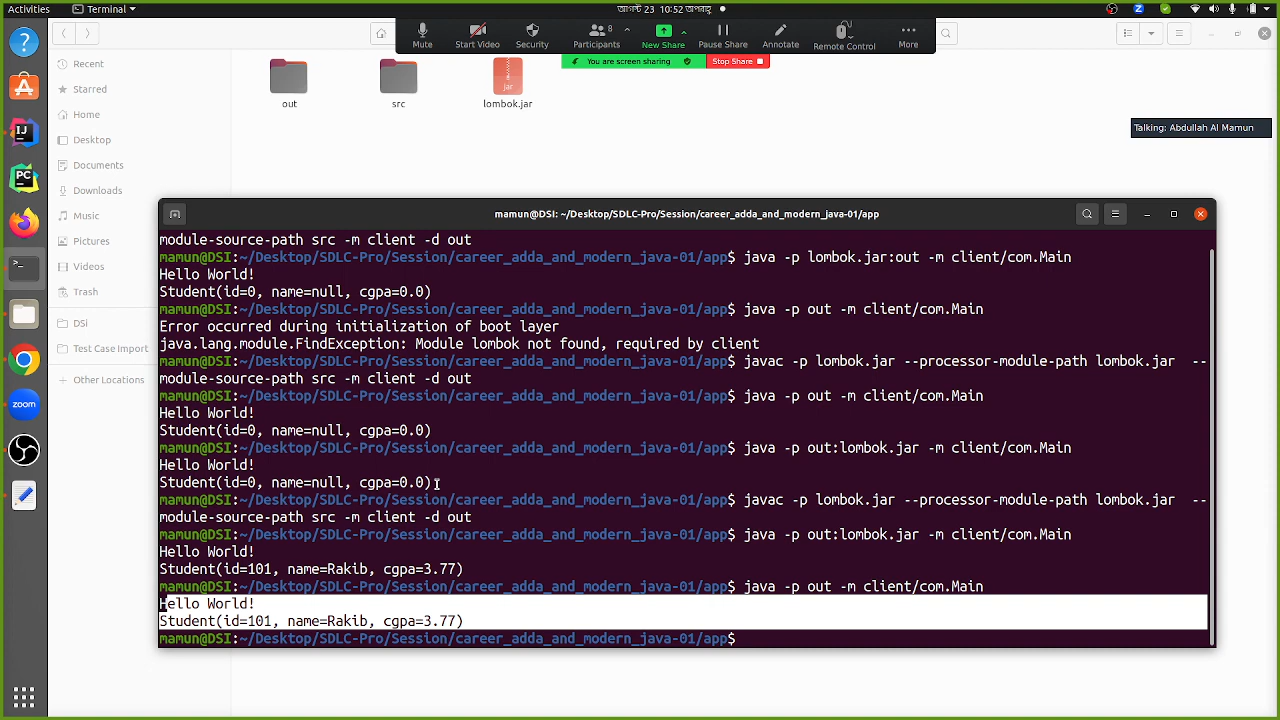 Activities
Terminal
আগস্ট 23 10:52 অপরাহ্ণ
Z
Mute
Start Video
Security
Participants
8
New Share
Pause Share
Annotate
Remote Control
More
You are screen sharing
Stop Share
Talking: Abdullah Al Mamun
Recent
Starred
Home
Desktop
Documents
Downloads
Music
Pictures
Videos
Trash
DSi
Test Case Import
+ Other Locations
out
src
jar
lombok.jar
?
IJ
PC
>_
zoom
mamun@DSI: ~/Desktop/SDLC-Pro/Session/career_adda_and_modern_java-01/app
module-source-path src -m client -d out
mamun@DSI:~/Desktop/SDLC-Pro/Session/career_adda_and_modern_java-01/app$ java -p lombok.jar:out -m client/com.Main
Hello World!
Student(id=0, name=null, cgpa=0.0)
mamun@DSI:~/Desktop/SDLC-Pro/Session/career_adda_and_modern_java-01/app$ java -p out -m client/com.Main
Error occurred during initialization of boot layer
java.lang.module.FindException: Module lombok not found, required by client
mamun@DSI:~/Desktop/SDLC-Pro/Session/career_adda_and_modern_java-01/app$ javac -p lombok.jar --processor-module-path lombok.jar  --
module-source-path src -m client -d out
mamun@DSI:~/Desktop/SDLC-Pro/Session/career_adda_and_modern_java-01/app$ java -p out -m client/com.Main
Hello World!
Student(id=0, name=null, cgpa=0.0)
mamun@DSI:~/Desktop/SDLC-Pro/Session/career_adda_and_modern_java-01/app$ java -p out:lombok.jar -m client/com.Main
Hello World!
Student(id=0, name=null, cgpa=0.0)
mamun@DSI:~/Desktop/SDLC-Pro/Session/career_adda_and_modern_java-01/app$ javac -p lombok.jar --processor-module-path lombok.jar  --
module-source-path src -m client -d out
mamun@DSI:~/Desktop/SDLC-Pro/Session/career_adda_and_modern_java-01/app$ java -p out:lombok.jar -m client/com.Main
Hello World!
Student(id=101, name=Rakib, cgpa=3.77)
mamun@DSI:~/Desktop/SDLC-Pro/Session/career_adda_and_modern_java-01/app$ java -p out -m client/com.Main
Hello World!
Student(id=101, name=Rakib, cgpa=3.77)
mamun@DSI:~/Desktop/SDLC-Pro/Session/career_adda_and_modern_java-01/app$